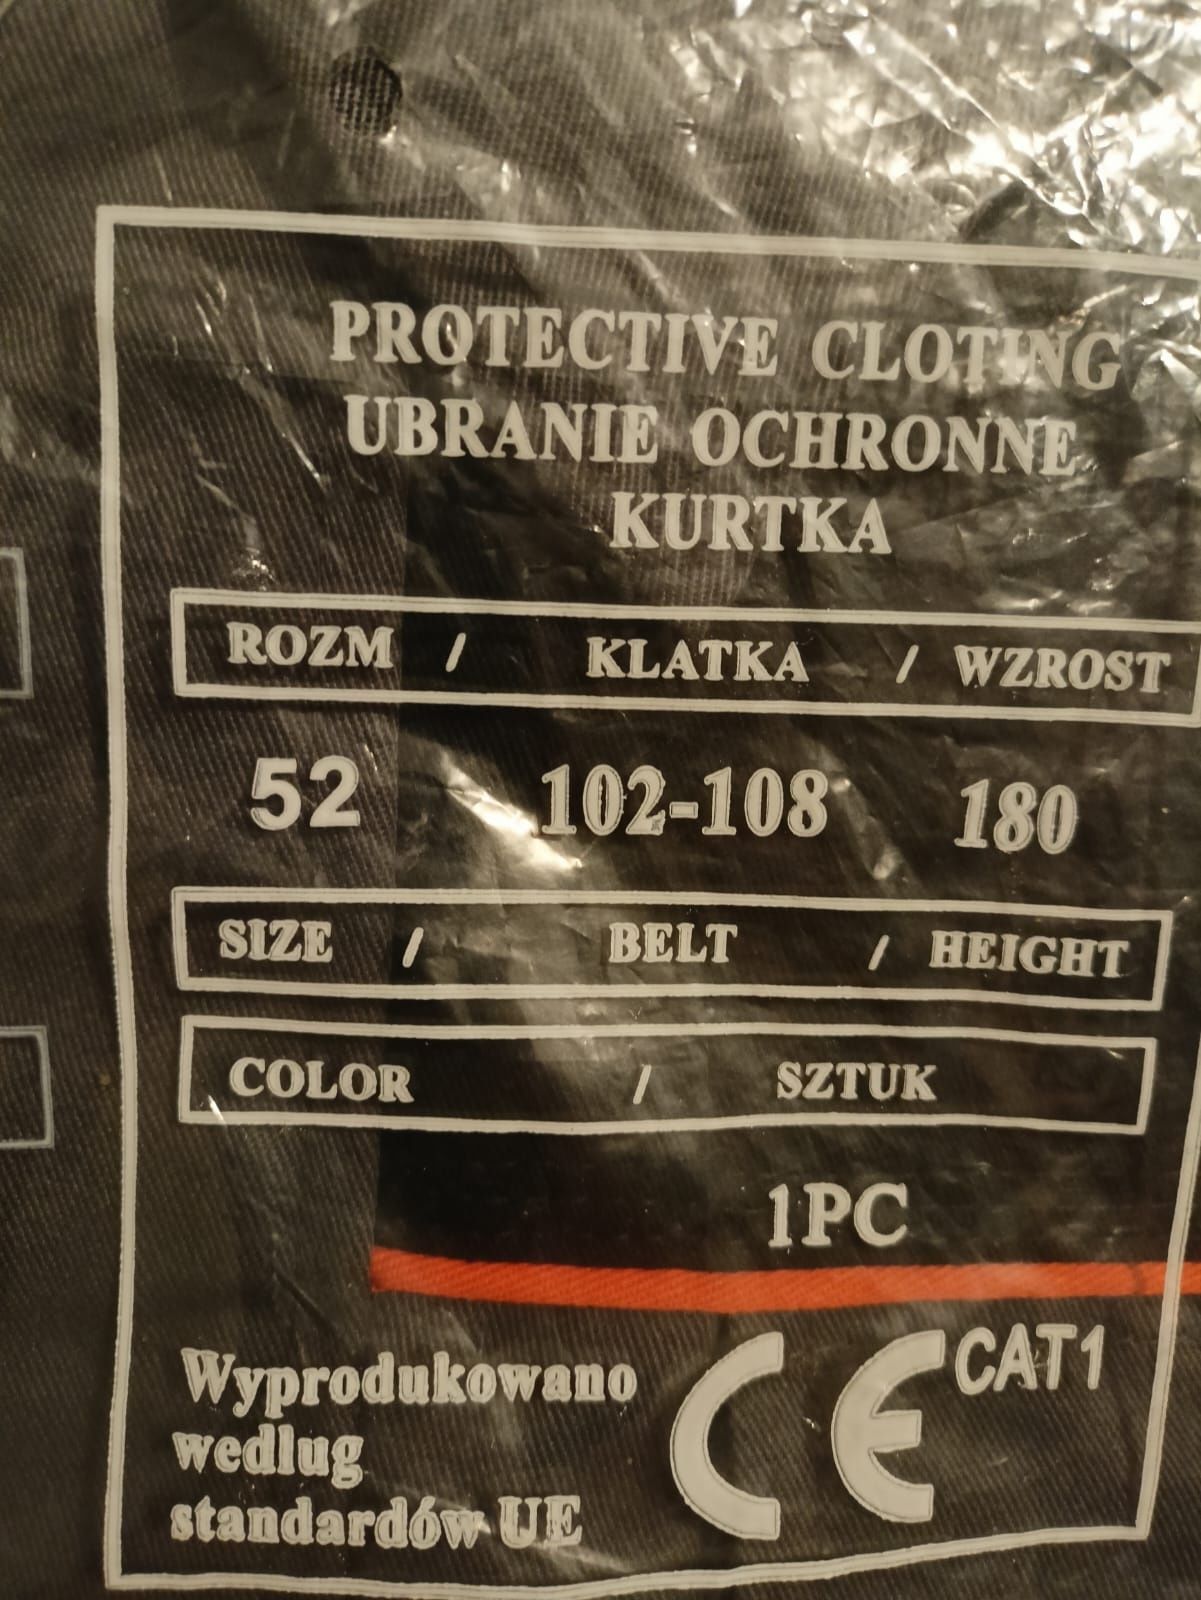 PROTECTIVE CLOTING
UBRANIE OCHRONNE
KURTKA
ROZM / KLATKA / WZROST
52 102-108 180
SIZE / BELT / HEIGHT
COLOR / SZTUK
1PC
Wyprodukowano
wedlug
standardów UE
CE CAT1